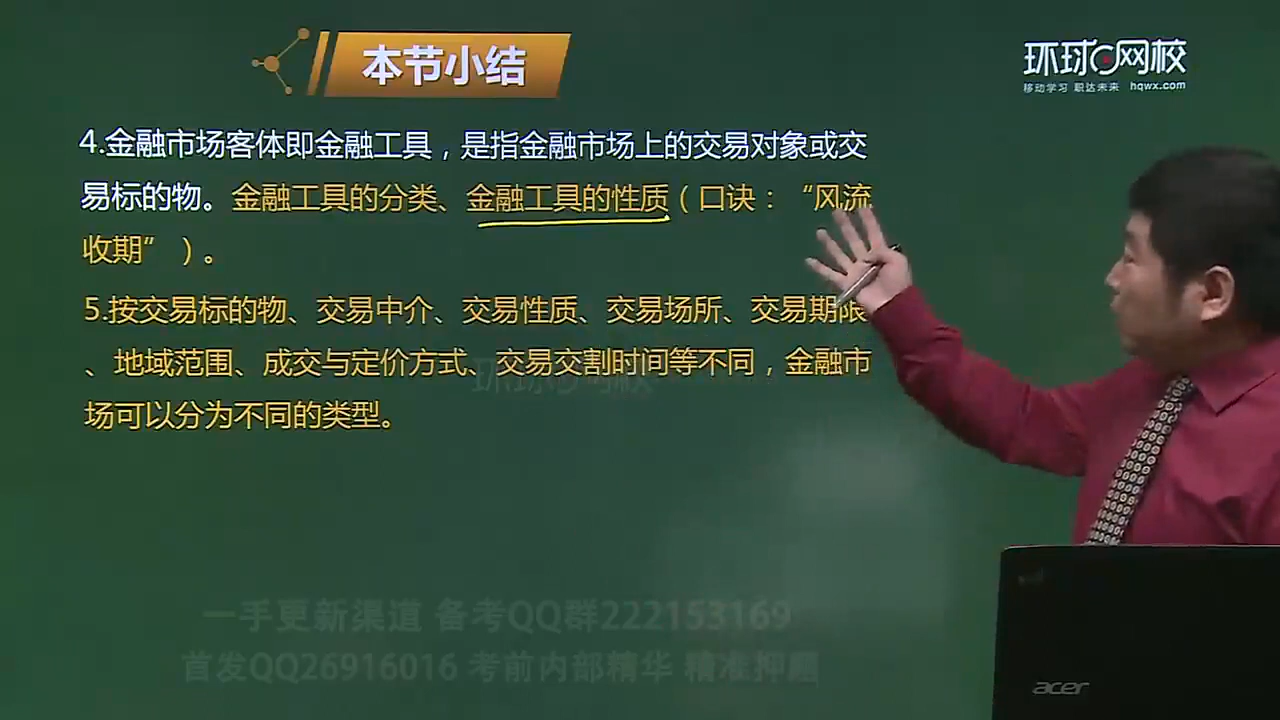 本节小结
环球网校
移动学习 职达未来 hqwx.com
4.金融市场客体即金融工具，是指金融市场上的交易对象或交
易标的物。金融工具的分类、金融工具的性质（口诀：“风流
收期”）。
5.按交易标的物、交易中介、交易性质、交易场所、交易期限
、地域范围、成交与定价方式、交易交割时间等不同，金融市
场可以分为不同的类型。
环球网校
一手更新渠道 备考QQ群222153169
首发QQ26916016 考前内部精华 精准押题
acer